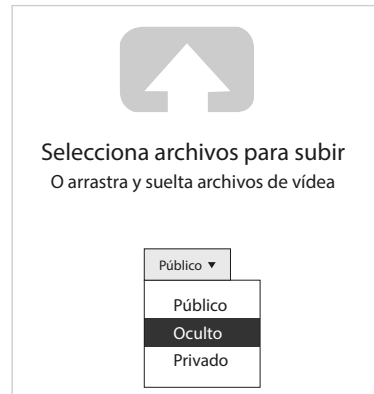 Selecciona archivos para subir
O arrastra y suelta archivos de vídea
Público ▼
Público
Oculto
Privado